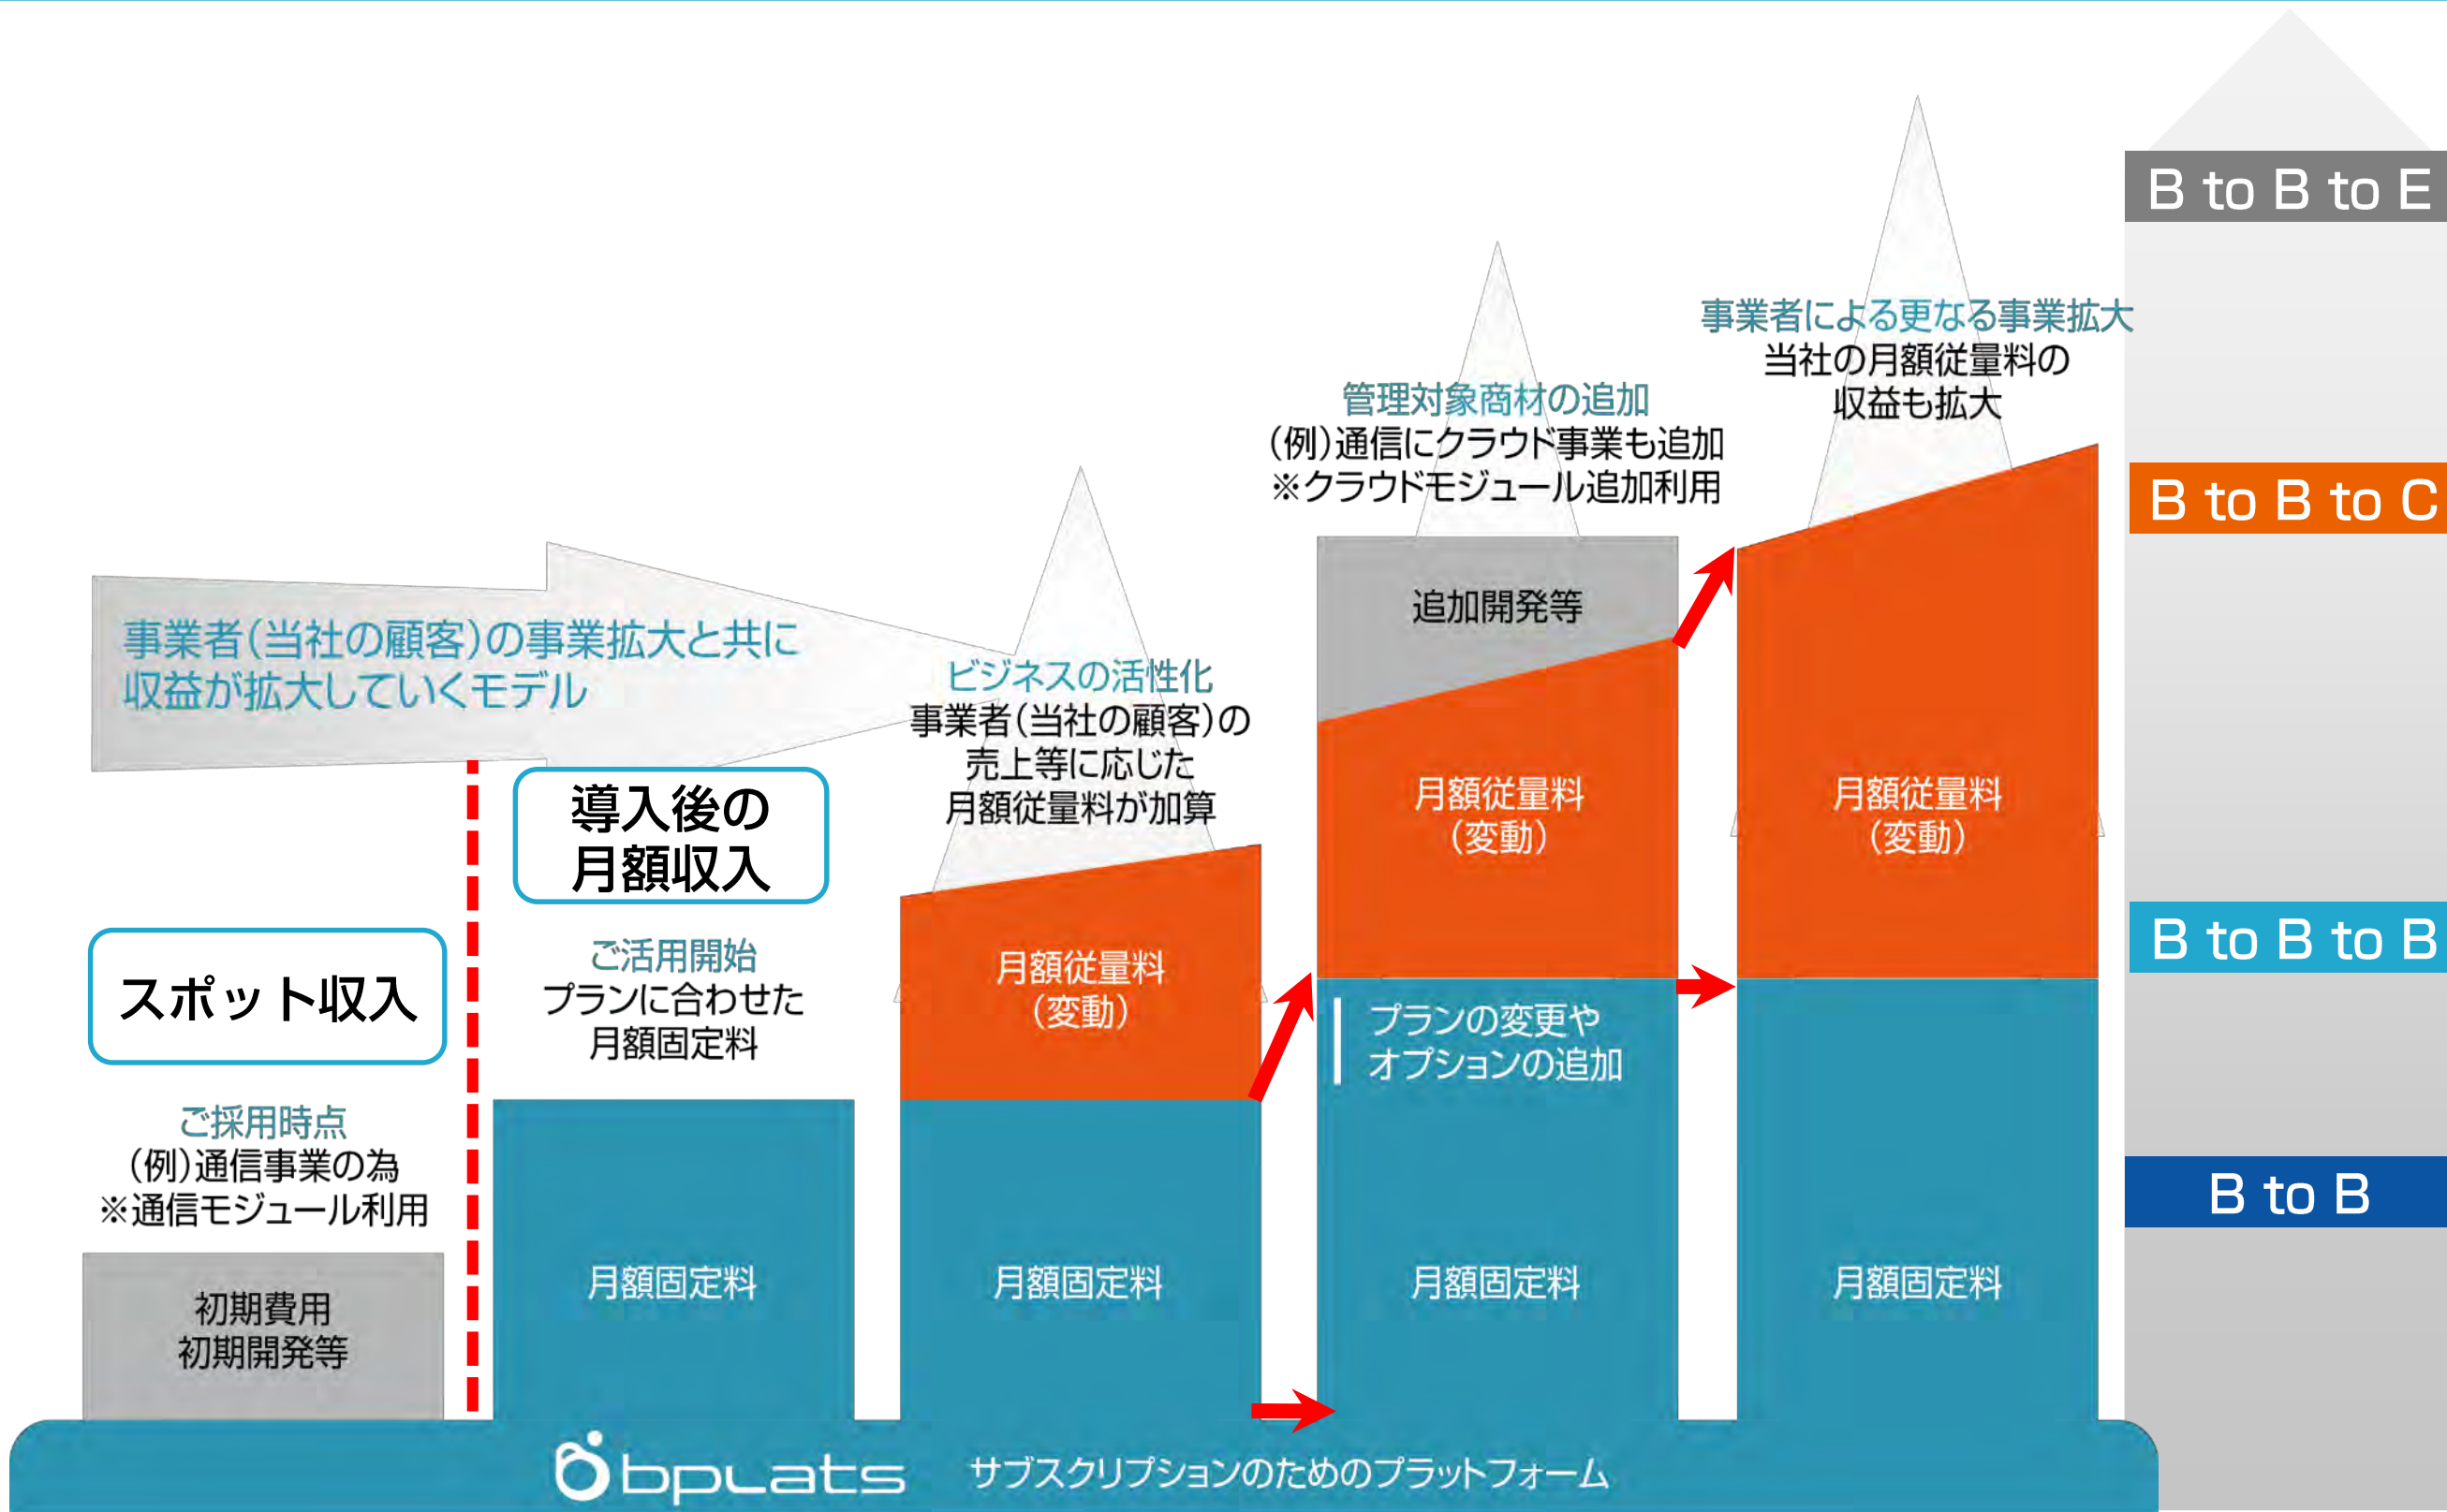 事業者(当社の顧客)の事業拡大と共に
収益が拡大していくモデル
スポット収入
ご採用時点
(例)通信事業の為
※通信モジュール利用
初期費用
初期開発等
導入後の
月額収入
ご活用開始
プランに合わせた
月額固定料
月額固定料
ビジネスの活性化
事業者(当社の顧客)の
売上等に応じた
月額従量料が加算
月額従量料
(変動)
月額固定料
管理対象商材の追加
(例)通信にクラウド事業も追加
※クラウドモジュール追加利用
追加開発等
月額従量料
(変動)
プランの変更や
オプションの追加
月額固定料
事業者による更なる事業拡大
当社の月額従量料の
収益も拡大
月額従量料
(変動)
月額固定料
B to B to E
B to B to C
B to B to B
B to B
bplats
サブスクリプションのためのプラットフォーム